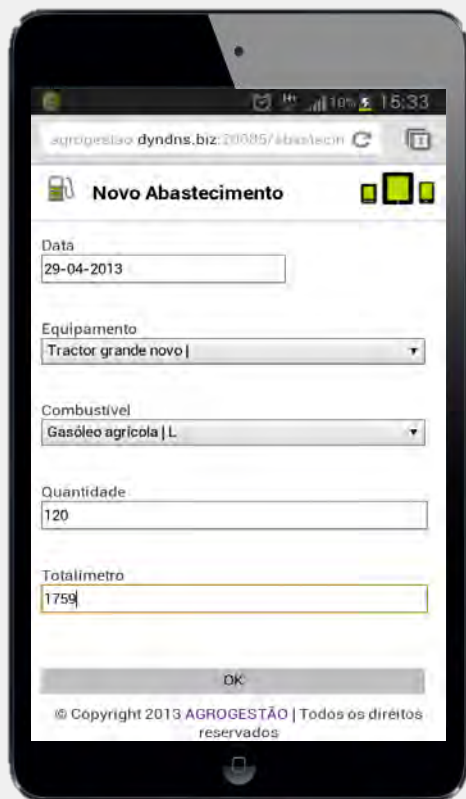 H+ 10% 15:33
agrogestao.dyndns.biz:20085/abastecin
Novo Abastecimento
Data
29-04-2013
Equipamento
Tractor grande novo |
Combustível
Gasóleo agrícola | L
Quantidade
120
Totalímetro
1759
OK
© Copyright 2013 AGROGESTÃO | Todos os direitos
reservados